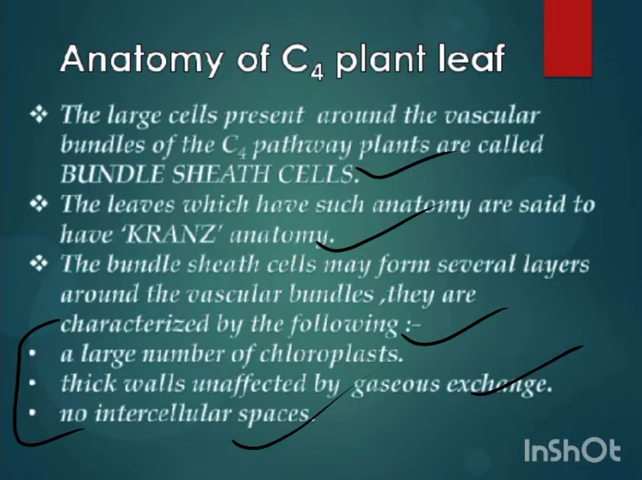 Anatomy of C₄ plant leaf
❖ The large cells present around the vascular
bundles of the C₄ pathway plants are called
BUNDLE SHEATH CELLS.
❖ The leaves which have such anatomy are said to
have ‘KRANZ’ anatomy.
❖ The bundle sheath cells may form several layers
around the vascular bundles ,they are
characterized by the following :-
• a large number of chloroplasts.
• thick walls unaffected by gaseous exchange.
• no intercellular spaces.
InShOt